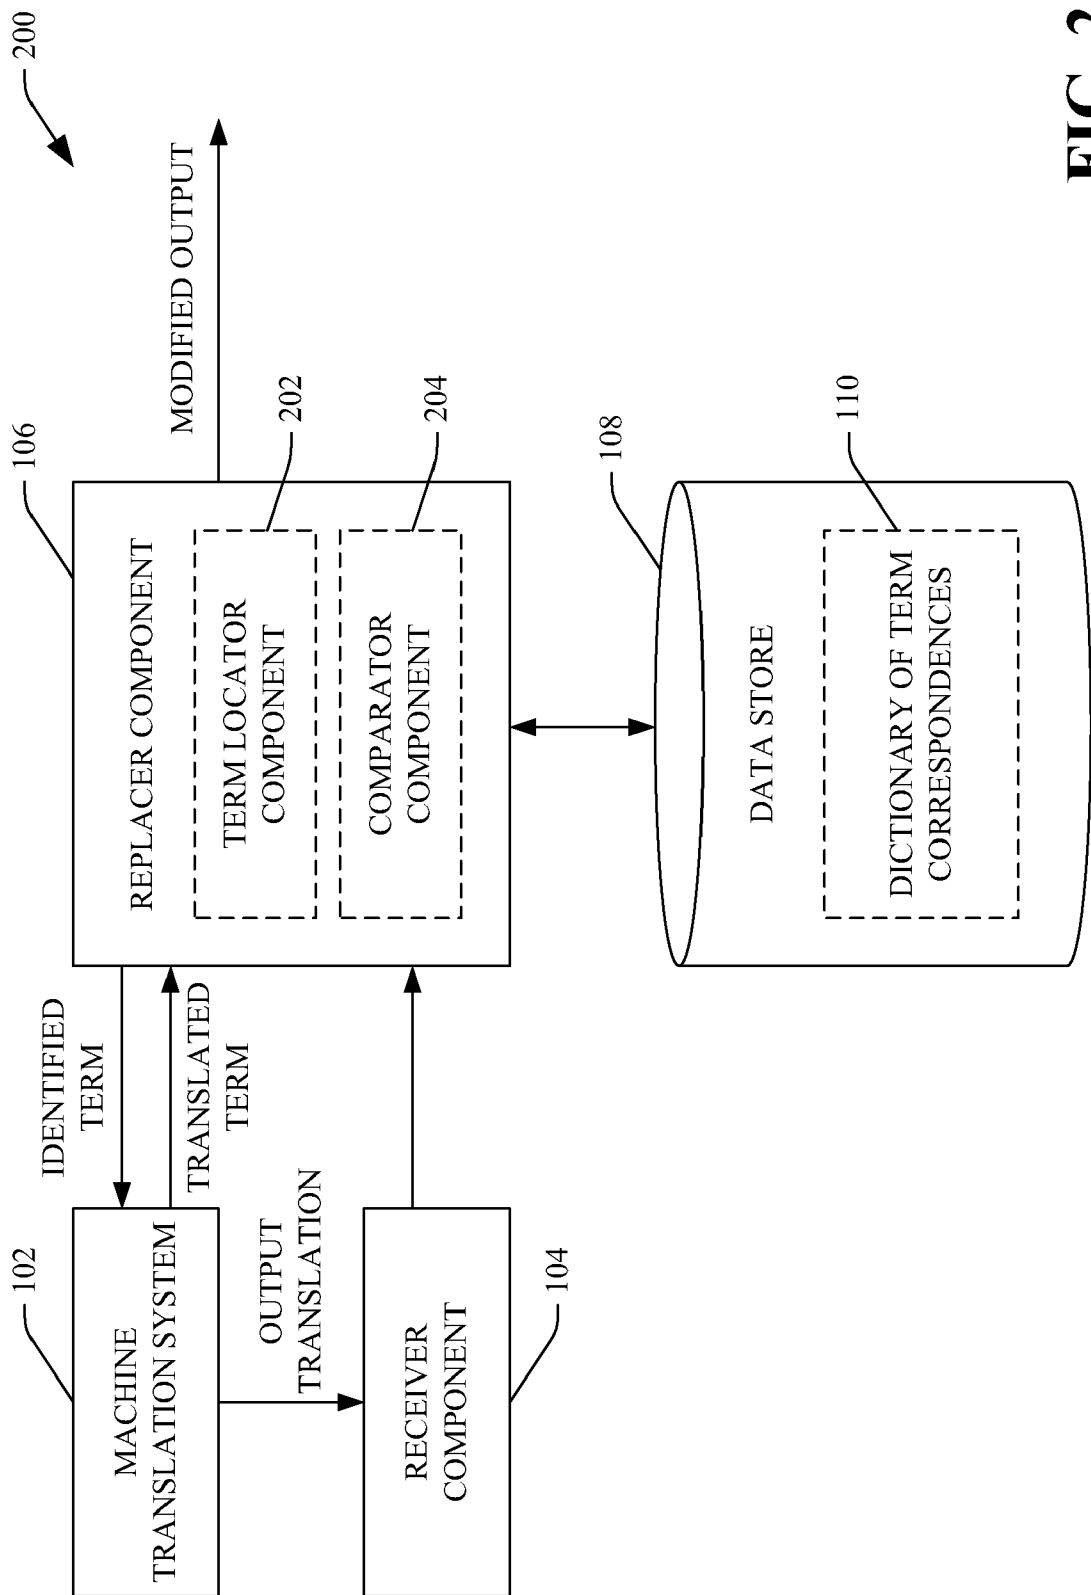 200
102
MACHINE
TRANSLATION SYSTEM
IDENTIFIED
TERM
TRANSLATED
TERM
OUTPUT
TRANSLATION
RECEIVER
COMPONENT
104
106
REPLACER COMPONENT
TERM LOCATOR
COMPONENT
202
COMPARATOR
COMPONENT
204
MODIFIED OUTPUT
108
DATA STORE
DICTIONARY OF TERM
CORRESPONDENCES
110
FIG. 2